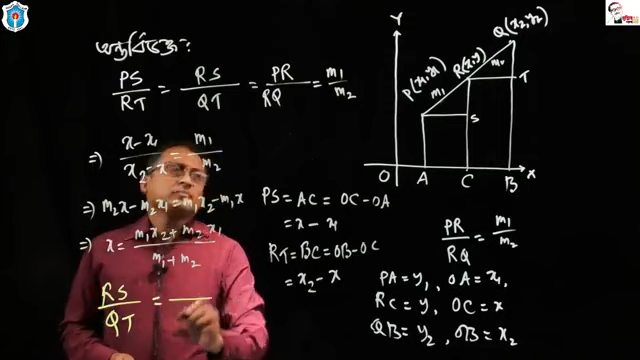 অন্তর্বিভক্ত:
PS/RT = RS/QT = PR/RQ = m₁/m₂
⇒) x-x₁/x₂-x = m₁/m₂
⇒) m₂x - m₂x₁ = m₁x₂ - m₁x
⇒) x = m₁x₂ + m₂x₁/m₁ + m₂
RS/QT =
PS = AC = OC - OA
= x - x₁
RT = BC = OB - OC
= x₂ - x
Y
Q(x₂, y₂)
R(x, y)
m₂
P(x₁, y₁)
m₁
T
S
O A C B X
PR/RQ = m₁/m₂
PA = y₁, OA = x₁,
RC = y, OC = x
QB = y₂, OB = x₂